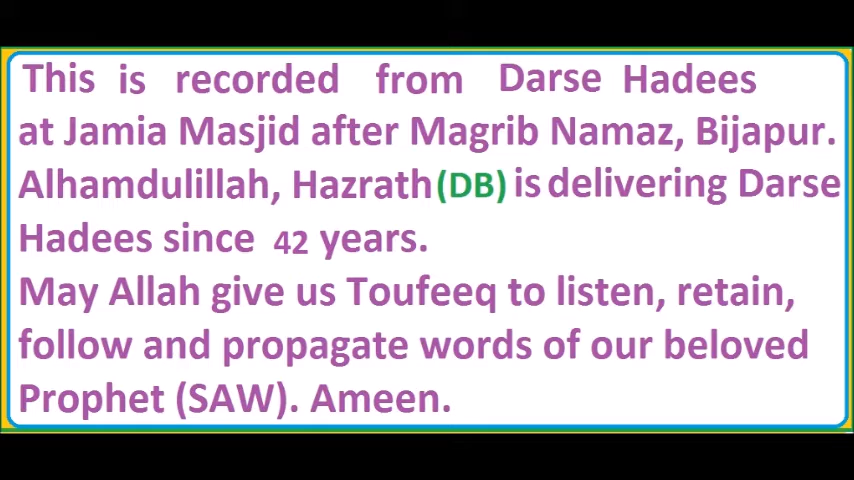 This is recorded from Darse Hadees
at Jamia Masjid after Magrib Namaz, Bijapur.
Alhamdulillah, Hazrath (DB) is delivering Darse
Hadees since 42 years.
May Allah give us Toufeeq to listen, retain,
follow and propagate words of our beloved
Prophet (SAW). Ameen.